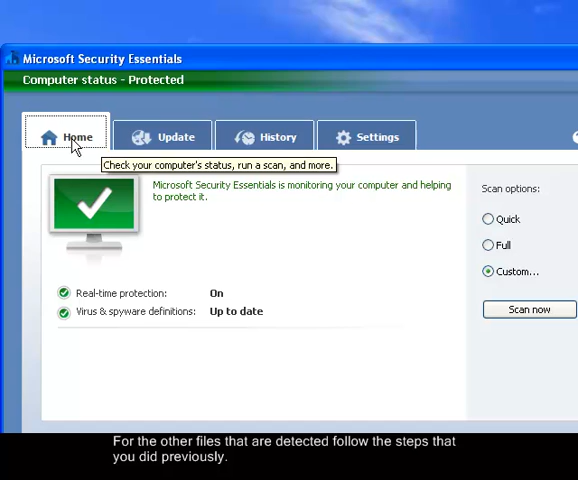 Microsoft Security Essentials
Computer status - Protected
Home
Update
History
Settings
Check your computer's status, run a scan, and more.
Microsoft Security Essentials is monitoring your computer and helping
to protect it.
Scan options:
Quick
Full
Custom...
Scan now
Real-time protection: On
Virus & spyware definitions: Up to date
For the other files that are detected follow the steps that
you did previously.